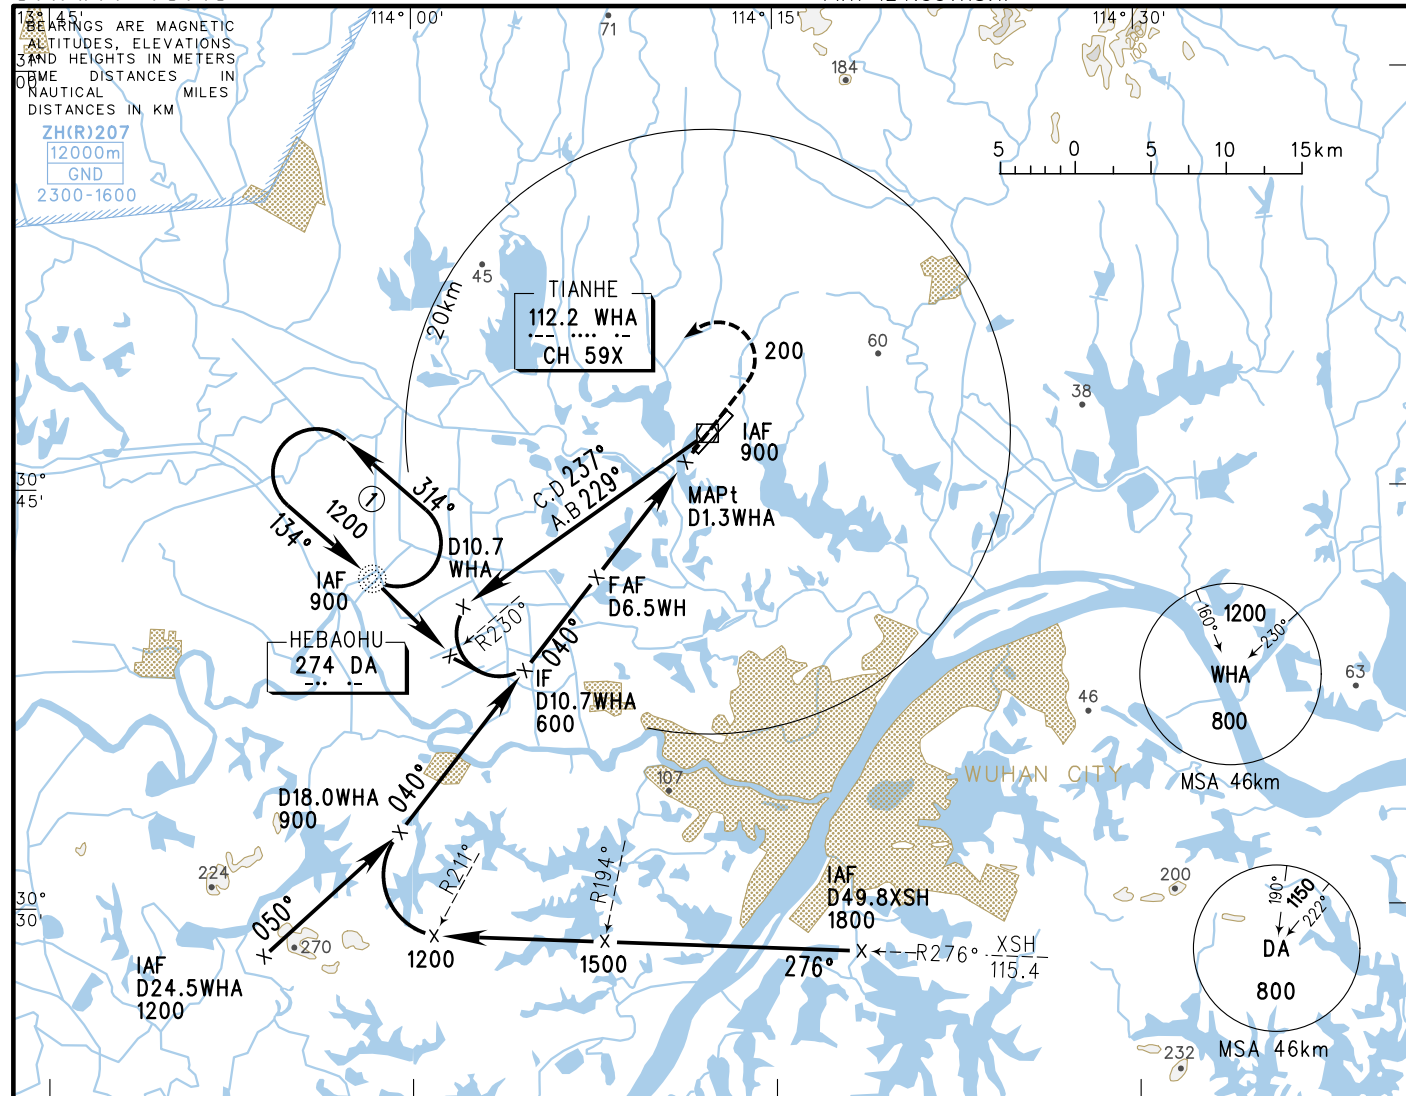 13°45'
114°00'
114°15'
114°30'
BEARINGS ARE MAGNETIC
ALTITUDES, ELEVATIONS
AND HEIGHTS IN METERS
DME DISTANCES IN
NAUTICAL MILES
DISTANCES IN KM
31°
00'
ZH(R)207
12000m
GND
2300-1600
71
184
5 0 5 10 15km
45
20km
TIANHE
112.2 WHA
·-- ···· ·-
CH 59X
200
60
38
IAF
900
30°
45'
C.D 237°
A.B 229°
MAPt
D1.3WHA
314°
1
1200
134°
D10.7
WHA
IAF
900
FAF
D6.5WH
R230°
040°
HEBAOHU
274 DA
-·· ·-
IF
D10.7WHA
600
160°
1200
230°
WHA
800
MSA 46km
63
46
WUHAN CITY
107
D18.0WHA
900
040°
R211°
R194°
224
30°
30'
IAF
D49.8XSH
1800
200
190°
1150
222°
DA
800
MSA 46km
050°
270
1200
1500
276°
R276°
XSH
115.4
IAF
D24.5WHA
1200
232